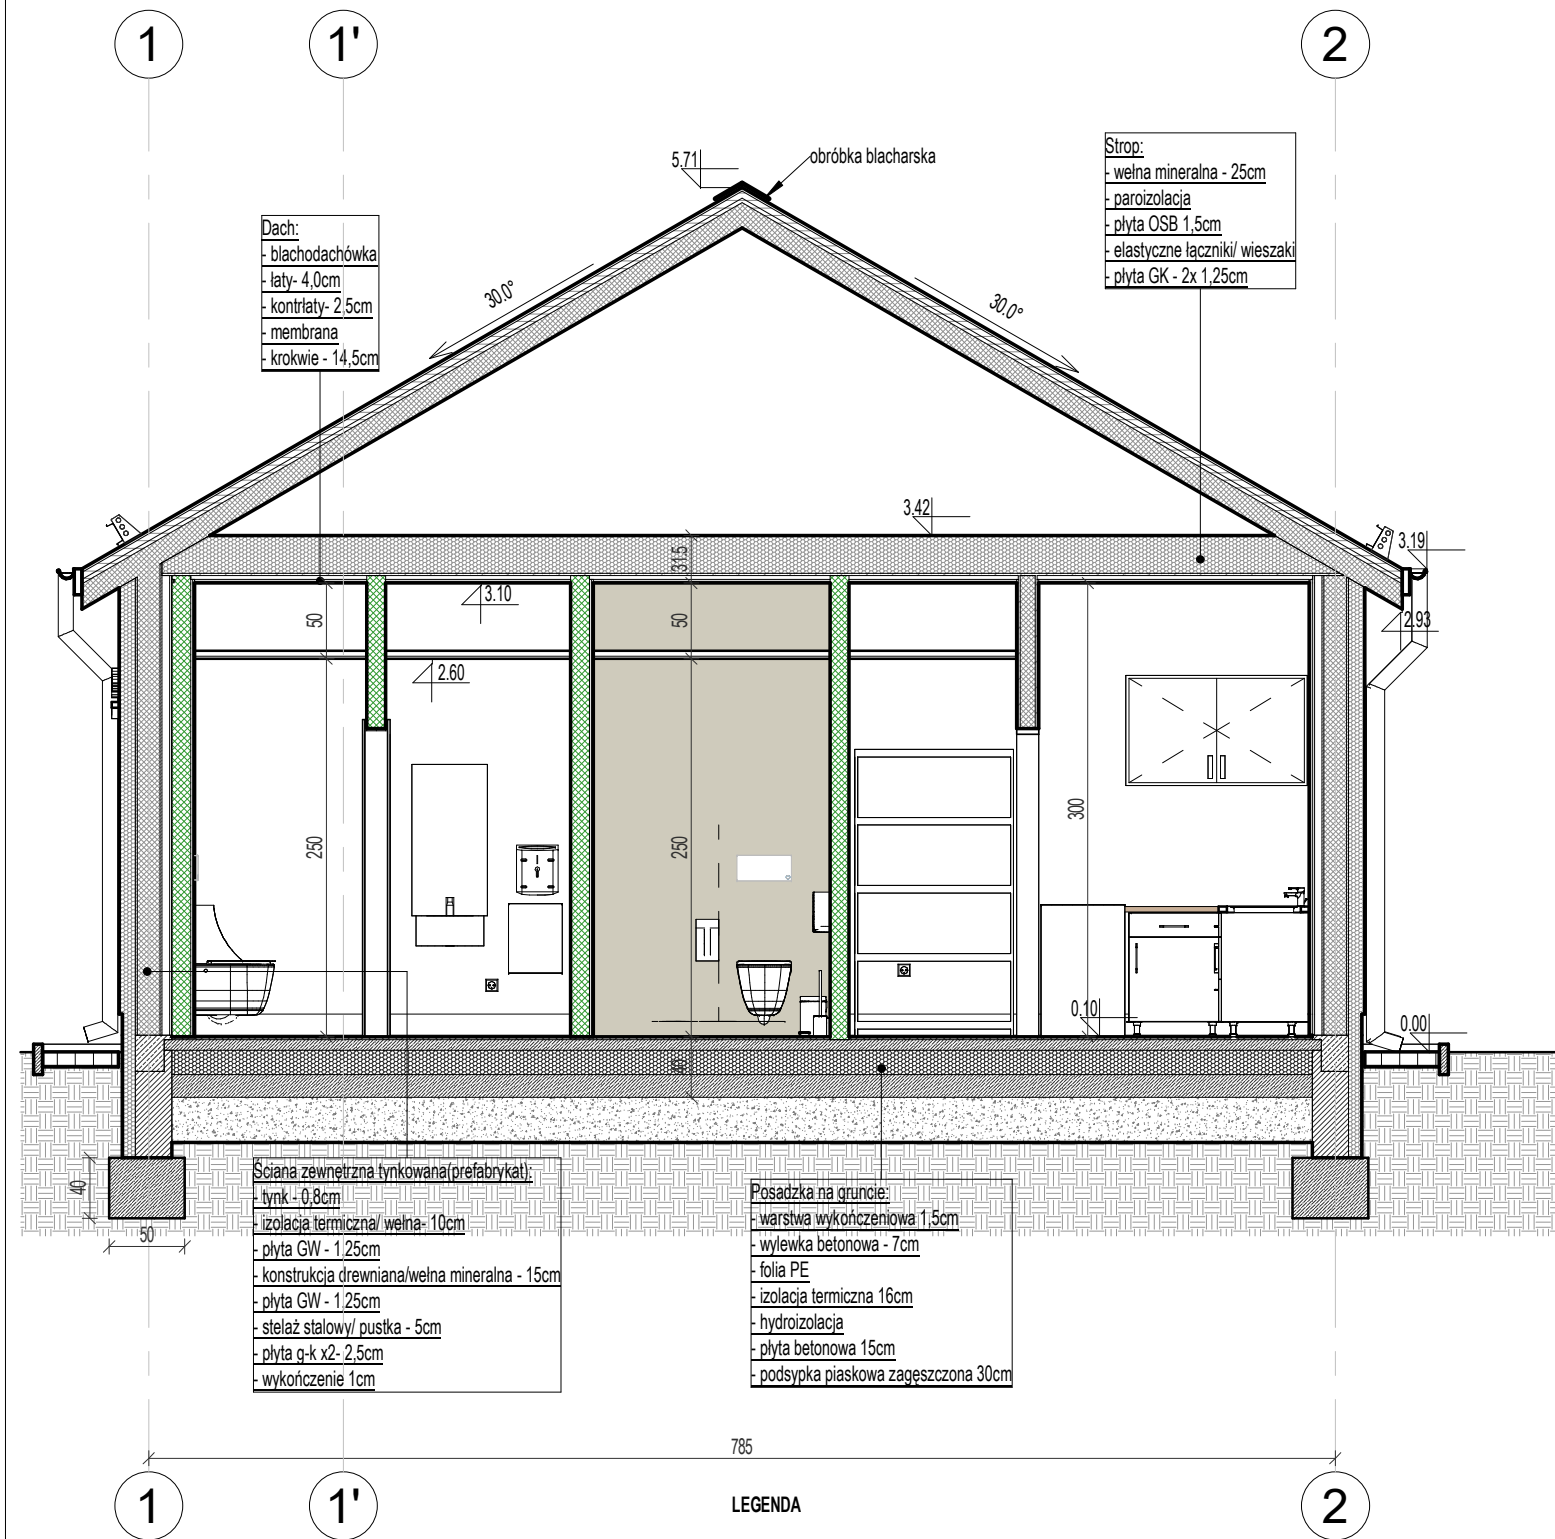 1
1'
2
5.71
obróbka blacharska
Strop:
- wełna mineralna - 25cm
- paroizolacja
- płyta OSB 1,5cm
- elastyczne łączniki/ wieszaki
- płyta GK - 2x 1,25cm
Dach:
- blachodachówka
- łaty- 4,0cm
- kontrłaty- 2,5cm
- membrana
- krokwie - 14,5cm
30.0°
30.0°
3.42
3.19
31.5
3.10
50
50
2.93
2.60
300
250
250
0.10
0.00
40
50
Ściana zewnętrzna tynkowana(prefabrykat):
- tynk - 0,8cm
- izolacja termiczna/ wełna- 10cm
- płyta GW - 1,25cm
- konstrukcja drewniana/wełna mineralna - 15cm
- płyta GW - 1,25cm
- stelaż stalowy/ pustka - 5cm
- płyta g-k x2- 2,5cm
- wykończenie 1cm
Posadzka na gruncie:
- warstwa wykończeniowa 1,5cm
- wylewka betonowa - 7cm
- folia PE
- izolacja termiczna 16cm
- hydroizolacja
- płyta betonowa 15cm
- podsypka piaskowa zagęszczona 30cm
785
1
1'
LEGENDA
2